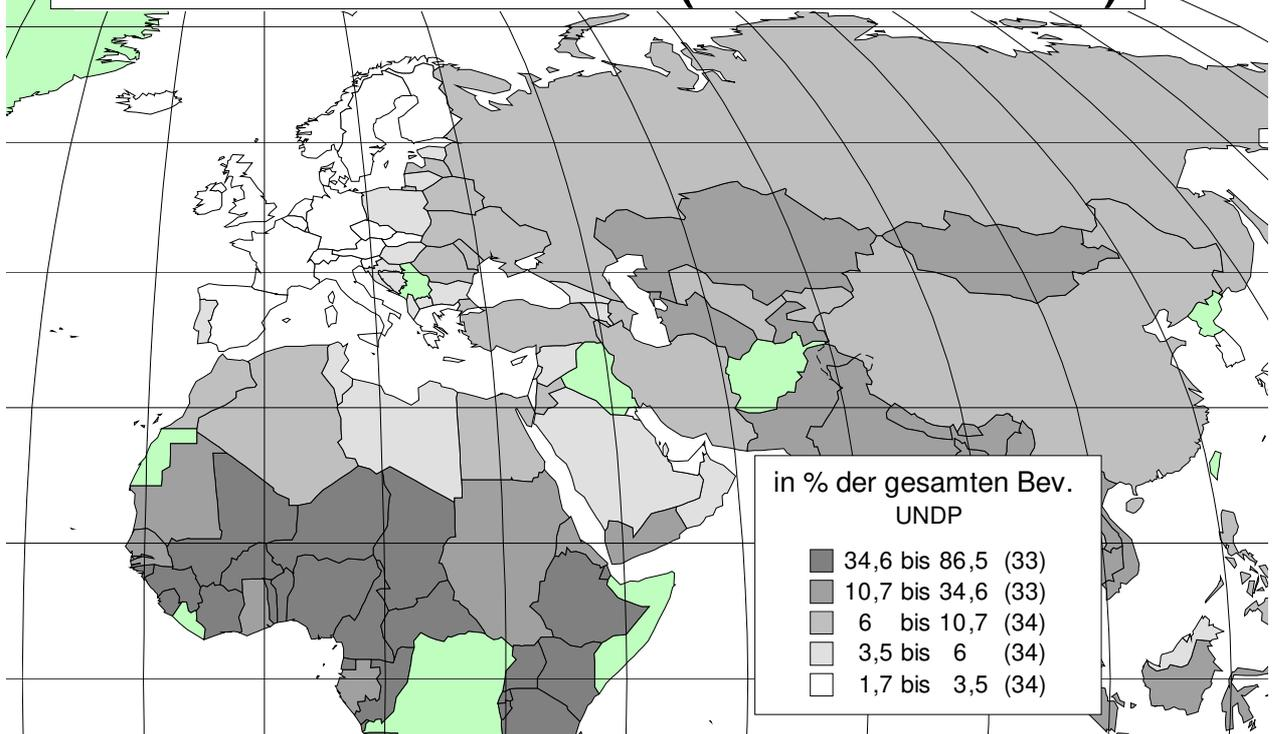 in % der gesamten Bev.
UNDP
34,6 bis 86,5 (33)
10,7 bis 34,6 (33)
6 bis 10,7 (34)
3,5 bis 6 (34)
1,7 bis 3,5 (34)